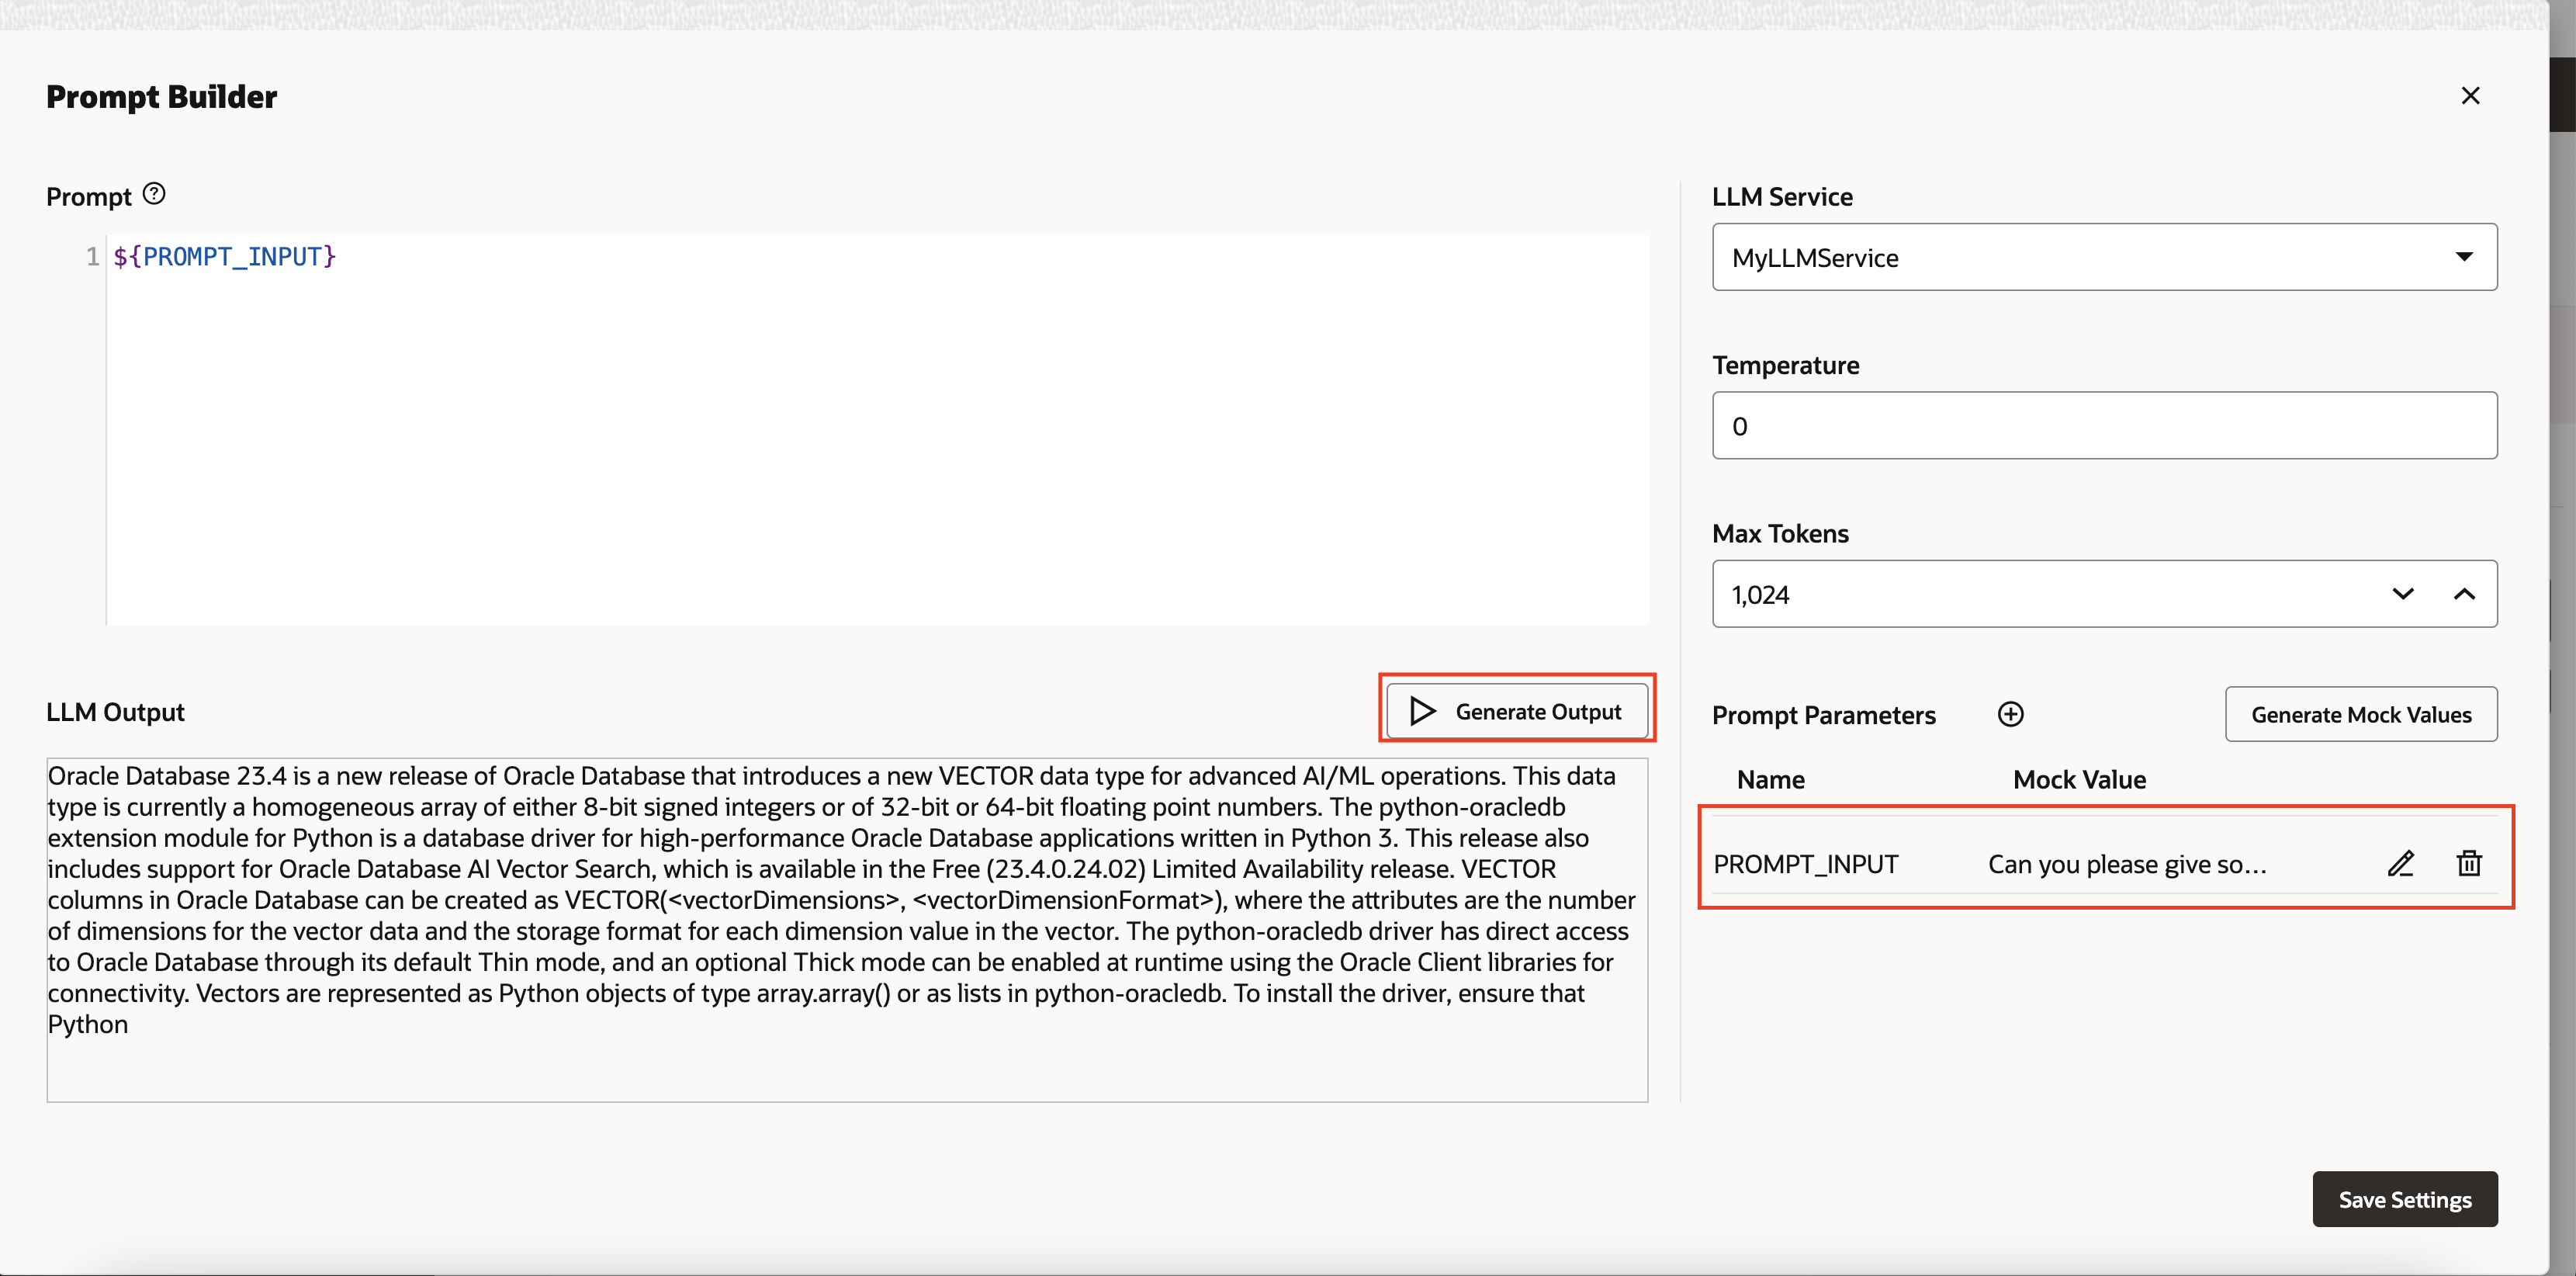 Prompt Builder
Prompt
1 ${PROMPT_INPUT}
LLM Output
Generate Output
Oracle Database 23.4 is a new release of Oracle Database that introduces a new VECTOR data type for advanced AI/ML operations. This data
type is currently a homogeneous array of either 8-bit signed integers or of 32-bit or 64-bit floating point numbers. The python-oracledb
extension module for Python is a database driver for high-performance Oracle Database applications written in Python 3. This release also
includes support for Oracle Database AI Vector Search, which is available in the Free (23.4.0.24.02) Limited Availability release. VECTOR
columns in Oracle Database can be created as VECTOR(<vectorDimensions>, <vectorDimensionFormat>), where the attributes are the number
of dimensions for the vector data and the storage format for each dimension value in the vector. The python-oracledb driver has direct access
to Oracle Database through its default Thin mode, and an optional Thick mode can be enabled at runtime using the Oracle Client libraries for
connectivity. Vectors are represented as Python objects of type array.array() or as lists in python-oracledb. To install the driver, ensure that
Python
LLM Service
MyLLMService
Temperature
0
Max Tokens
1,024
Prompt Parameters
Generate Mock Values
Name Mock Value
PROMPT_INPUT Can you please give so...
Save Settings